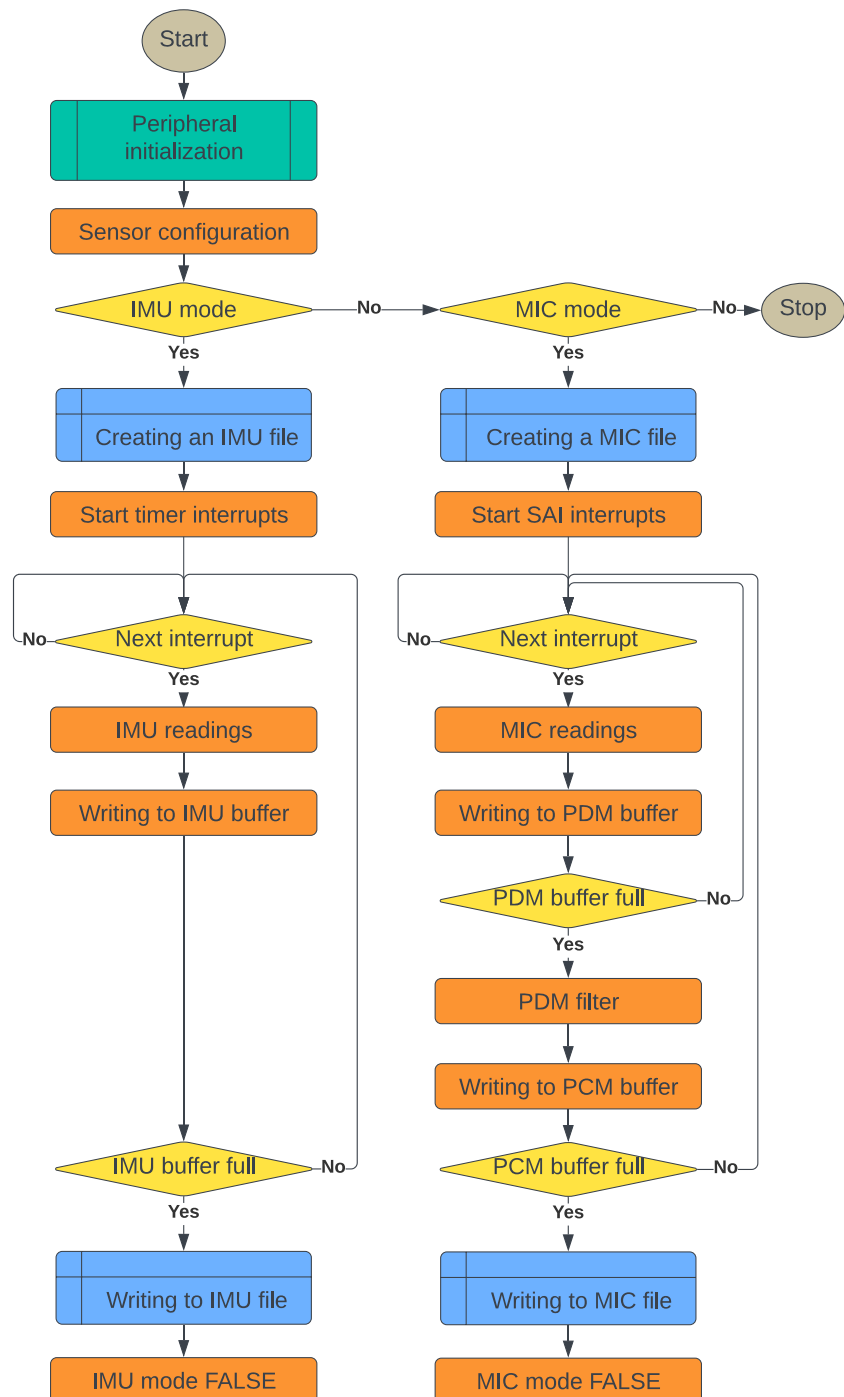 Start
Peripheral
initialization
Sensor configuration
IMU mode
No
MIC mode
No
Stop
Yes
Yes
Creating an IMU file
Creating a MIC file
Start timer interrupts
Start SAI interrupts
No
Next interrupt
No
Next interrupt
Yes
Yes
IMU readings
MIC readings
Writing to IMU buffer
Writing to PDM buffer
PDM buffer full
No
Yes
PDM filter
Writing to PCM buffer
IMU buffer full
No
PCM buffer full
No
Yes
Yes
Writing to IMU file
Writing to MIC file
IMU mode FALSE
MIC mode FALSE